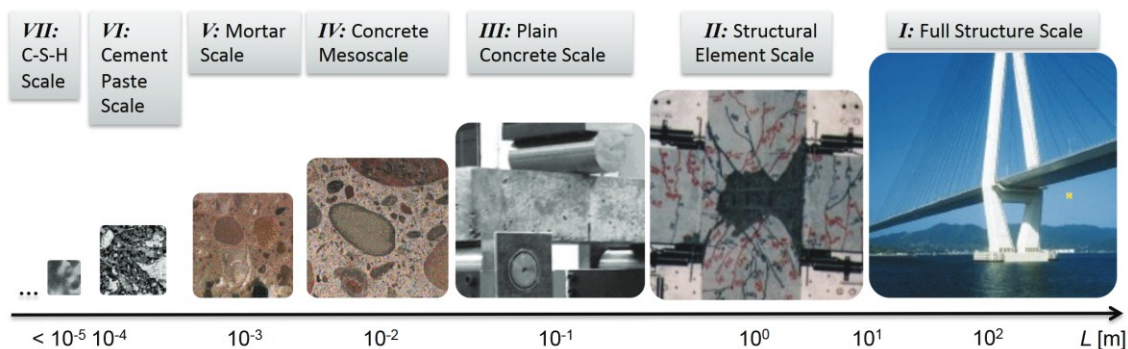 VII:
C-S-H
Scale
VI:
Cement
Paste
Scale
V: Mortar
Scale
IV: Concrete
Mesoscale
III: Plain
Concrete Scale
II: Structural
Element Scale
I: Full Structure Scale
...
< 10⁻⁵ 10⁻⁴ 10⁻³ 10⁻² 10⁻¹ 10⁰ 10¹ 10² L [m]